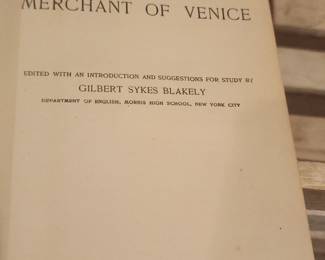 MERCHANT OF VENICE
EDITED WITH AN INTRODUCTION AND SUGGESTIONS FOR STUDY BY
GILBERT SYKES BLAKELY
DEPARTMENT OF ENGLISH, MORRIS HIGH SCHOOL, NEW YORK CITY